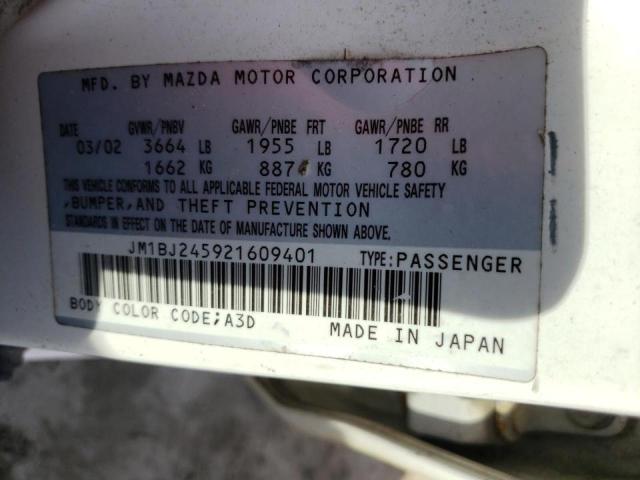 MFD. BY MAZDA MOTOR CORPORATION
DATE GVWR/PNBV GAWR/PNBE FRT GAWR/PNBE RR
03/02 3664 LB 1955 LB 1720 LB
1662 KG 887 KG 780 KG
THIS VEHICLE CONFORMS TO ALL APPLICABLE FEDERAL MOTOR VEHICLE SAFETY
,BUMPER,AND THEFT PREVENTION
STANDARDS IN EFFECT ON THE DATE OF MANUFACTURE SHOWN ABOVE.
JM1BJ245921609401 TYPE:PASSENGER
BODY COLOR CODE;A3D MADE IN JAPAN